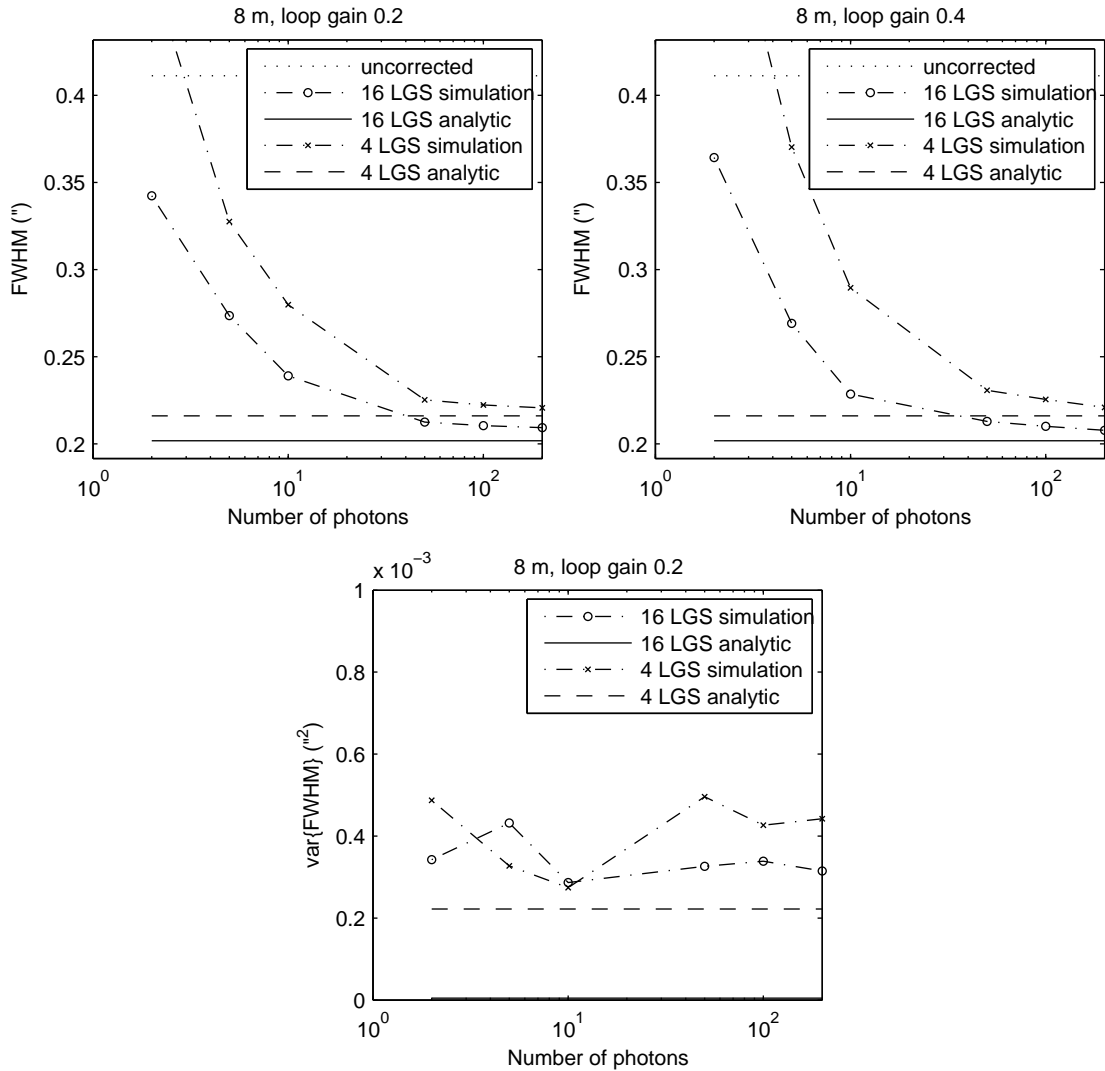 8 m, loop gain 0.2
FWHM (")
0.4
0.35
0.3
0.25
0.2
10^0
10^1
10^2
Number of photons
uncorrected
16 LGS simulation
16 LGS analytic
4 LGS simulation
4 LGS analytic
8 m, loop gain 0.4
FWHM (")
0.4
0.35
0.3
0.25
0.2
10^0
10^1
10^2
Number of photons
uncorrected
16 LGS simulation
16 LGS analytic
4 LGS simulation
4 LGS analytic
x 10^−3
8 m, loop gain 0.2
var{FWHM} ("^2)
1
0.8
0.6
0.4
0.2
0
10^0
10^1
10^2
Number of photons
16 LGS simulation
16 LGS analytic
4 LGS simulation
4 LGS analytic